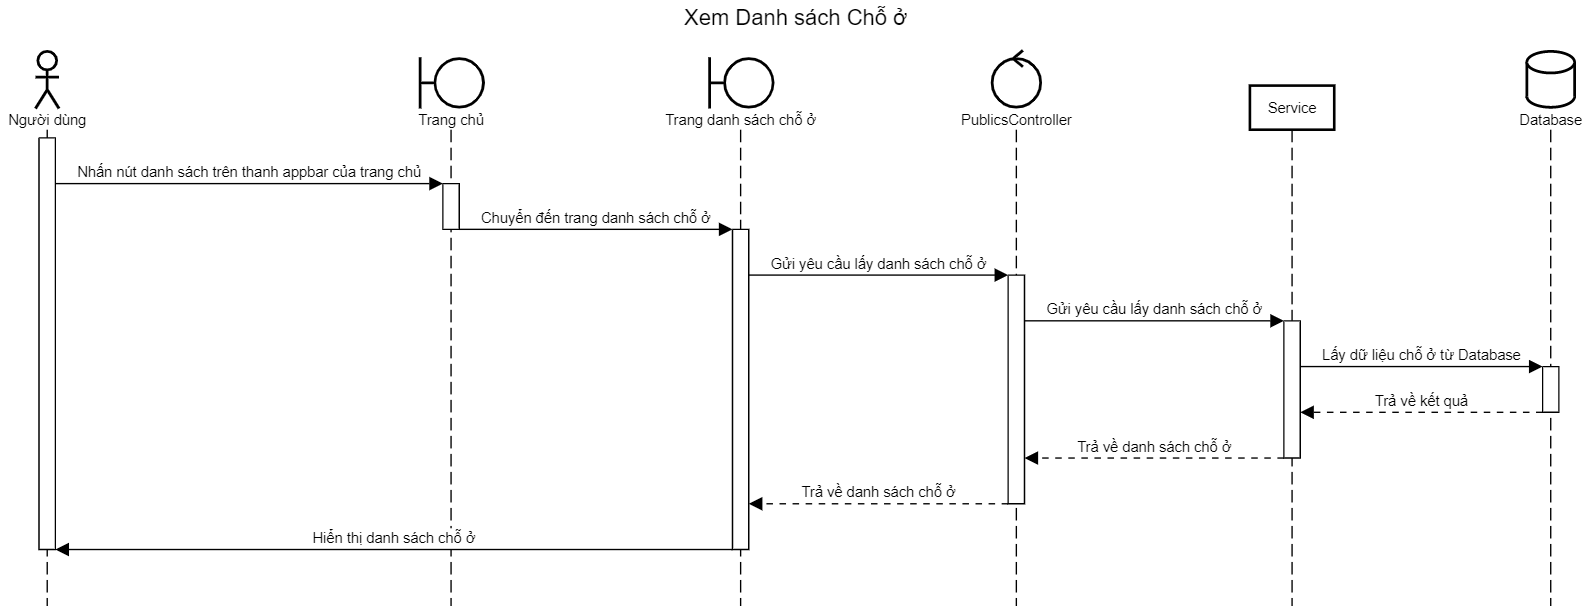 Xem Danh sách Chỗ ở
Người dùng
Trang chủ
Trang danh sách chỗ ở
PublicsController
Service
Database
Nhấn nút danh sách trên thanh appbar của trang chủ
Chuyển đến trang danh sách chỗ ở
Gửi yêu cầu lấy danh sách chỗ ở
Gửi yêu cầu lấy danh sách chỗ ở
Lấy dữ liệu chỗ ở từ Database
Trả về kết quả
Trả về danh sách chỗ ở
Trả về danh sách chỗ ở
Hiển thị danh sách chỗ ở